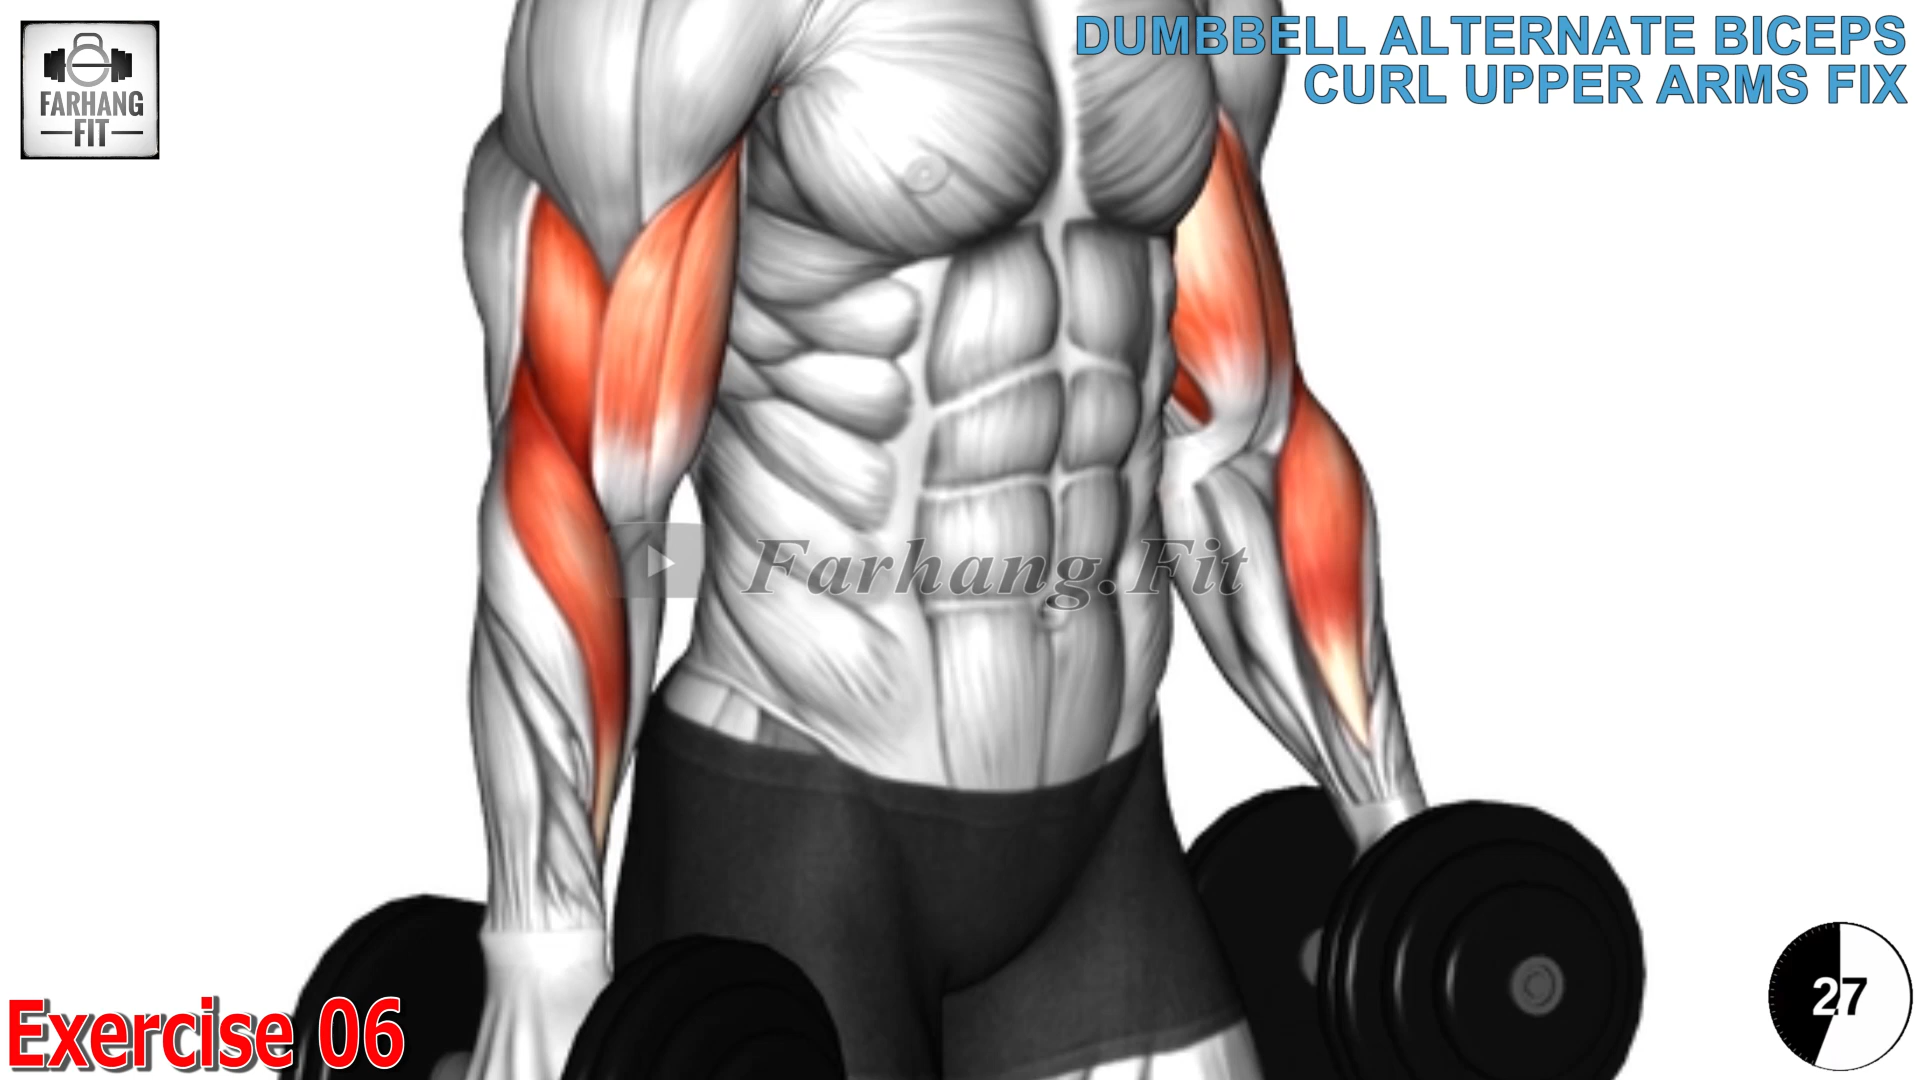 FARHANG
FIT
DUMBBELL ALTERNATE BICEPS
CURL UPPER ARMS FIX
Farhang.Fit
Exercise 06
27